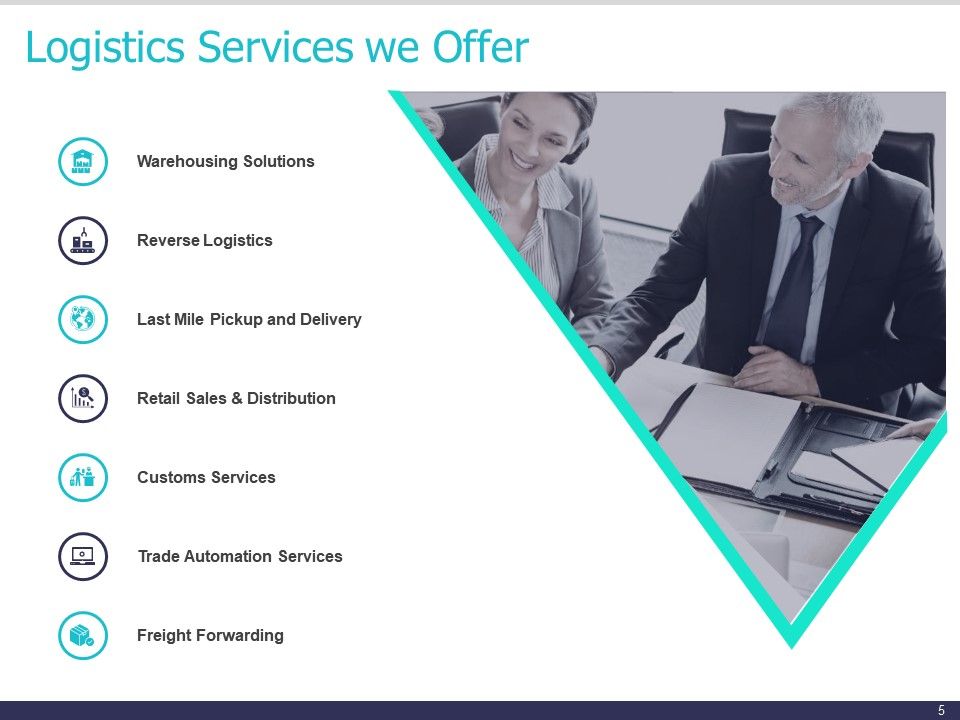 Logistics Services we Offer
Warehousing Solutions
Reverse Logistics
Last Mile Pickup and Delivery
Retail Sales & Distribution
Customs Services
Trade Automation Services
Freight Forwarding
5